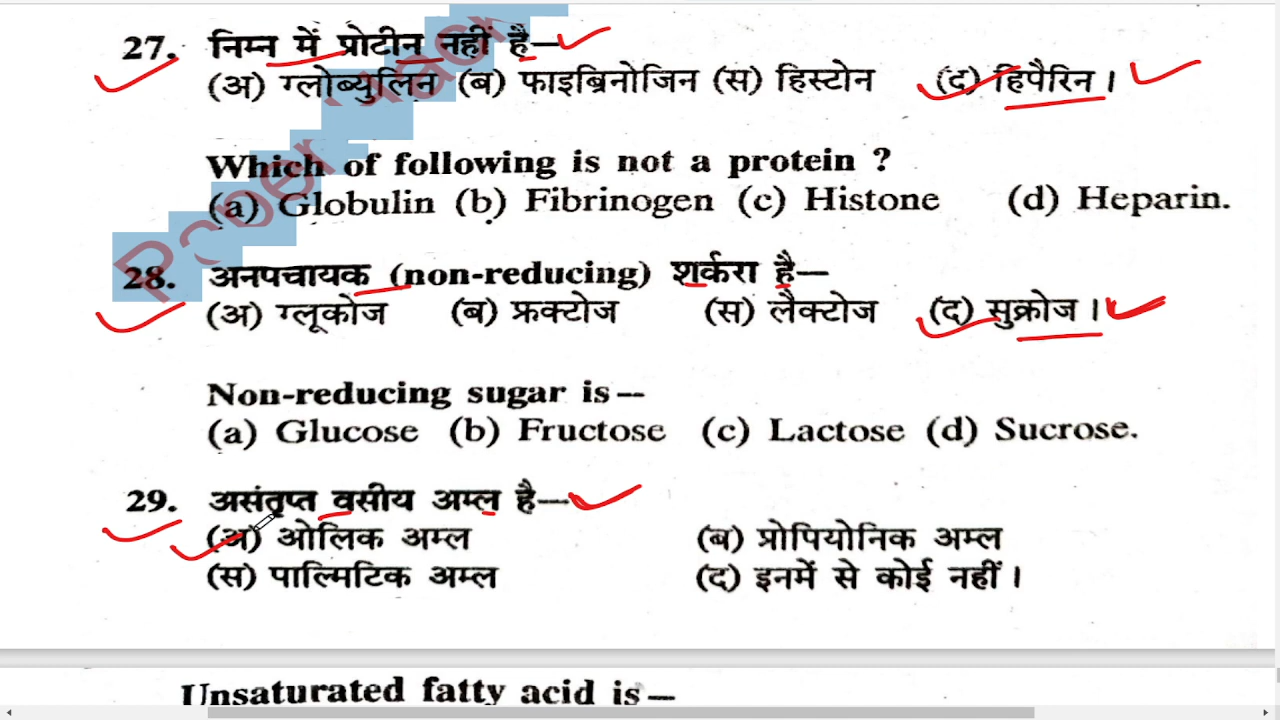 27. निम्न में प्रोटीन नहीं है—
(अ) ग्लोब्युलिन (ब) फाइब्रिनोजिन (स) हिस्टोन (द) हिपैरिन।
Which of following is not a protein ?
(a) Globulin (b) Fibrinogen (c) Histone (d) Heparin.
28. अनपचायक (non-reducing) शर्करा है—
(अ) ग्लूकोज (ब) फ्रक्टोज (स) लैक्टोज (द) सुक्रोज।
Non-reducing sugar is—
(a) Glucose (b) Fructose (c) Lactose (d) Sucrose.
29. असंतृप्त वसीय अम्ल है—
(अ) ओलिक अम्ल (ब) प्रोपियोनिक अम्ल
(स) पाल्मिटिक अम्ल (द) इनमें से कोई नहीं।
Unsaturated fatty acid is—